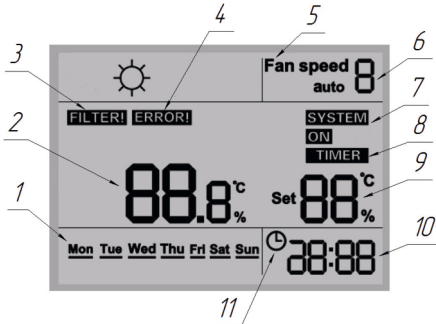 4
5
6
3
7
2
8
9
1
10
11
Fan speed
auto 8
FILTER! ERROR!
SYSTEM
ON
TIMER
88.8 °C %
Set 88 °C %
Mon Tue Wed Thu Fri Sat Sun
28:88